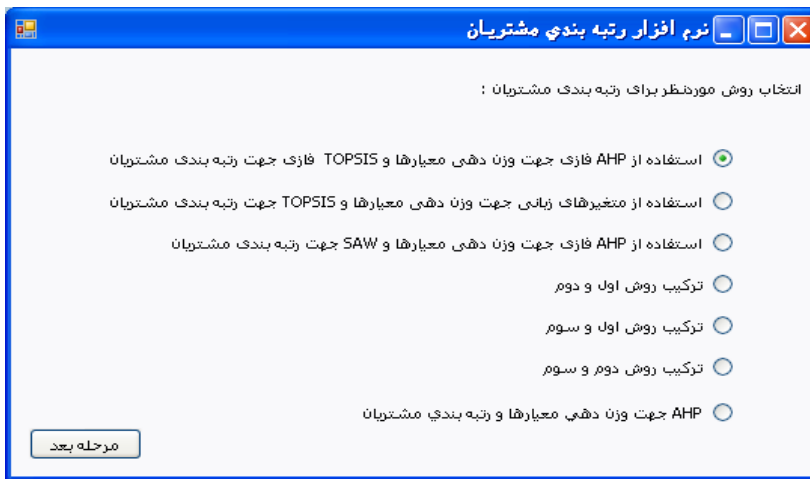 نرم افزار رتبه بندي مشتريان
انتخاب روش موردنظر برای رتبه بندی مشتریان :
استفاده از AHP فازی جهت وزن دهی معیارها و TOPSIS فازی جهت رتبه بندی مشتریان
استفاده از متغیرهای زبانی جهت وزن دهی معیارها و TOPSIS جهت رتبه بندی مشتریان
استفاده از AHP فازی جهت وزن دهی معیارها و SAW جهت رتبه بندی مشتریان
ترکیب روش اول و دوم
ترکیب روش اول و سوم
ترکیب روش دوم و سوم
AHP جهت وزن دهي معيارها و رتبه بندي مشتريان
مرحله بعد